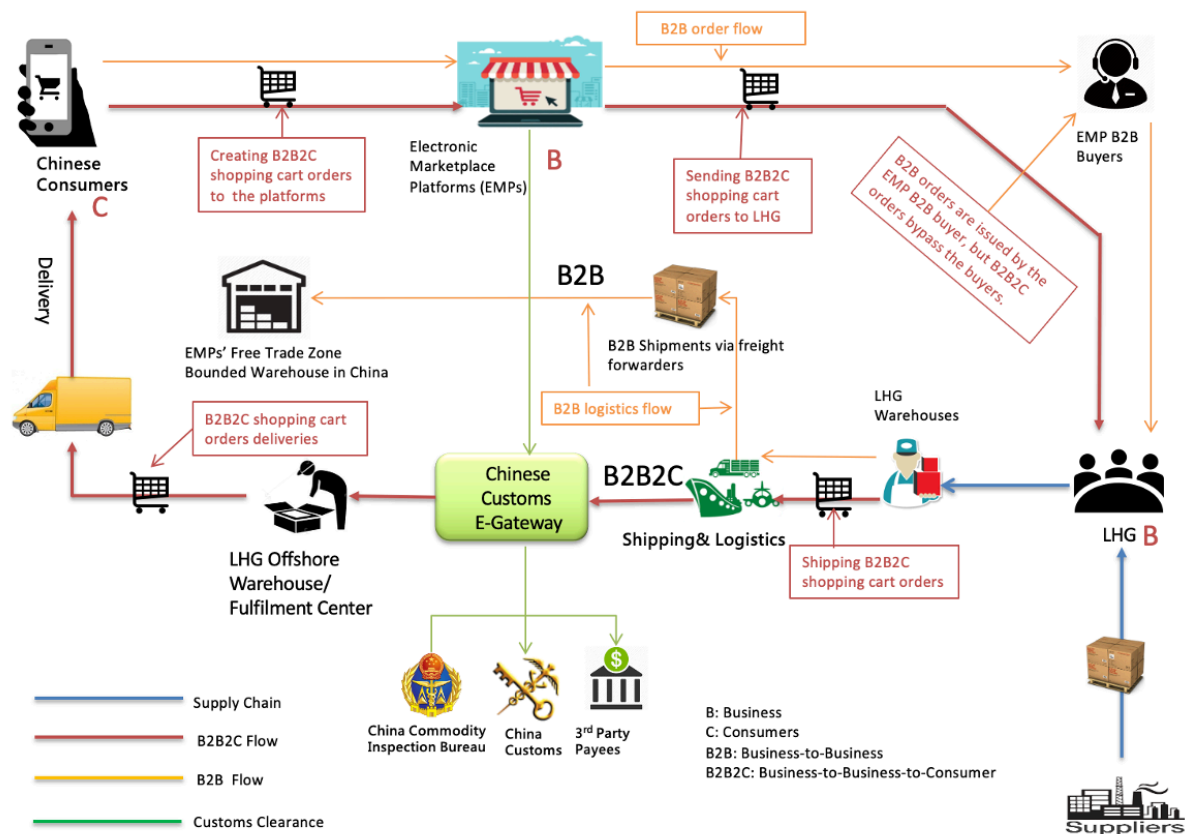 B2B order flow
Chinese
Consumers
C
Creating B2B2C
shopping cart orders
to the platforms
Electronic
Marketplace
Platforms (EMPs)
B
Sending B2B2C
shopping cart
orders to LHG
EMP B2B
Buyers
B2B orders are issued by the
EMP B2B buyer, but B2B2C
orders bypass the buyers.
Delivery
B2B
EMPs' Free Trade Zone
Bounded Warehouse in China
B2B Shipments via freight
forwarders
B2B logistics flow
LHG
Warehouses
B2B2C shopping cart
orders deliveries
Chinese
Customs
E-Gateway
B2B2C
Shipping& Logistics
LHG B
LHG Offshore
Warehouse/
Fulfilment Center
Shipping B2B2C
shopping cart orders
$
China Commodity
Inspection Bureau
China
Customs
3rd Party
Payees
Supply Chain
B2B2C Flow
B2B Flow
Customs Clearance
B: Business
C: Consumers
B2B: Business-to-Business
B2B2C: Business-to-Business-to-Consumer
Suppliers